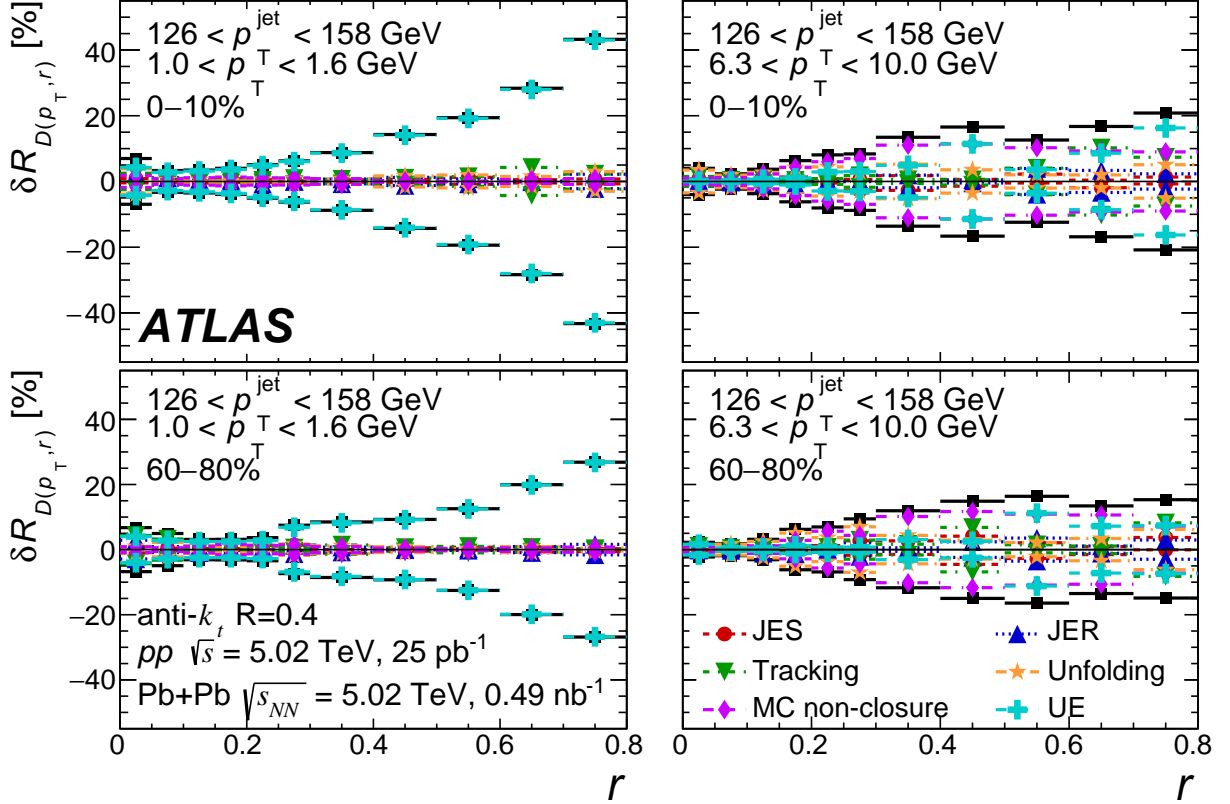 δR_D(p_T, r) [%]
40
20
0
−20
−40
126 < p_T^jet < 158 GeV
1.0 < p_T < 1.6 GeV
0−10%
ATLAS
126 < p_T^jet < 158 GeV
6.3 < p_T < 10.0 GeV
0−10%
δR_D(p_T, r) [%]
40
20
0
−20
−40
126 < p_T^jet < 158 GeV
1.0 < p_T < 1.6 GeV
60−80%
anti-k_t R=0.4
pp √s = 5.02 TeV, 25 pb⁻¹
Pb+Pb √s_NN = 5.02 TeV, 0.49 nb⁻¹
126 < p_T^jet < 158 GeV
6.3 < p_T < 10.0 GeV
60−80%
JES JER
Tracking Unfolding
MC non-closure UE
0 0.2 0.4 0.6 0.8
r
0 0.2 0.4 0.6 0.8
r